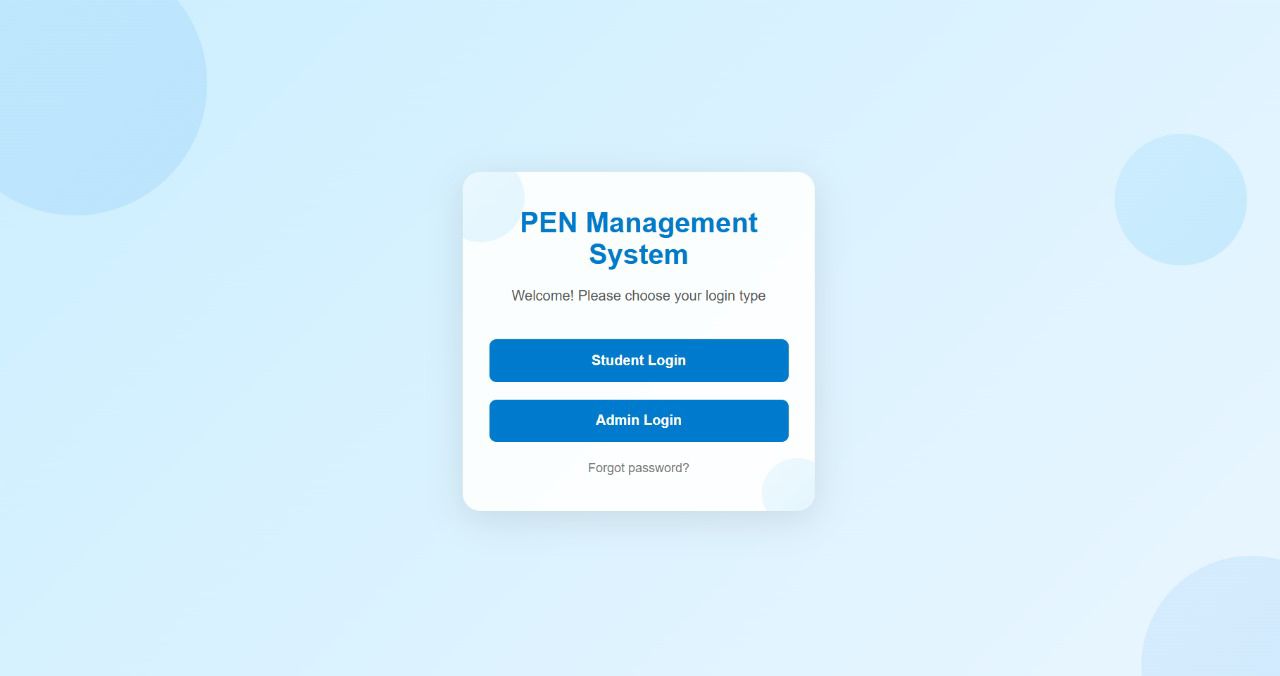 PEN Management
System
Welcome! Please choose your login type
Student Login
Admin Login
Forgot password?